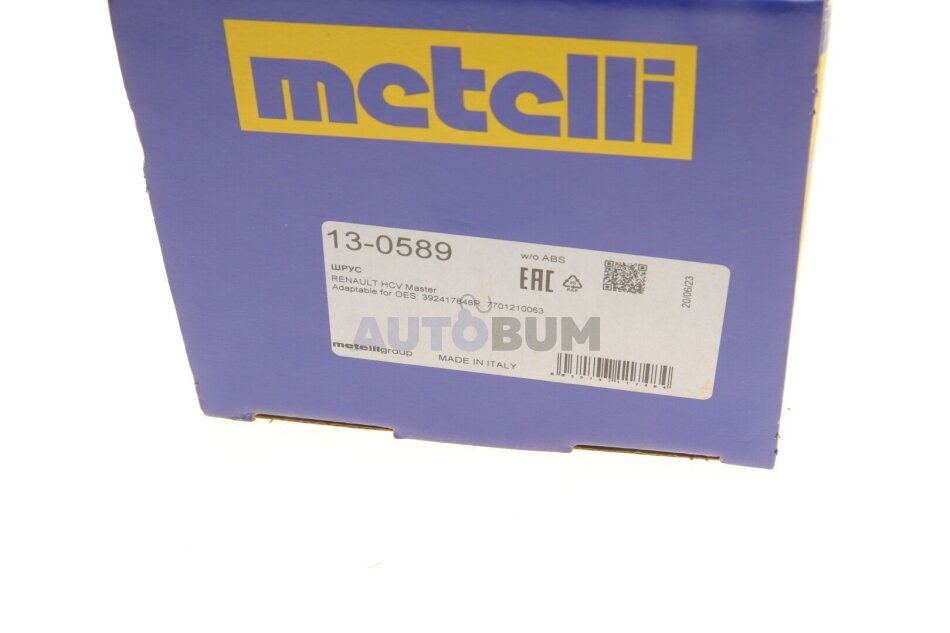 metelli
13-0589
w/o ABS
ШРУС
EAC
RENAULT HCV Master
Adaptable for OES: 392417848R, 7701210063
20/06/23
AUTOBUM
metelligroup
MADE IN ITALY